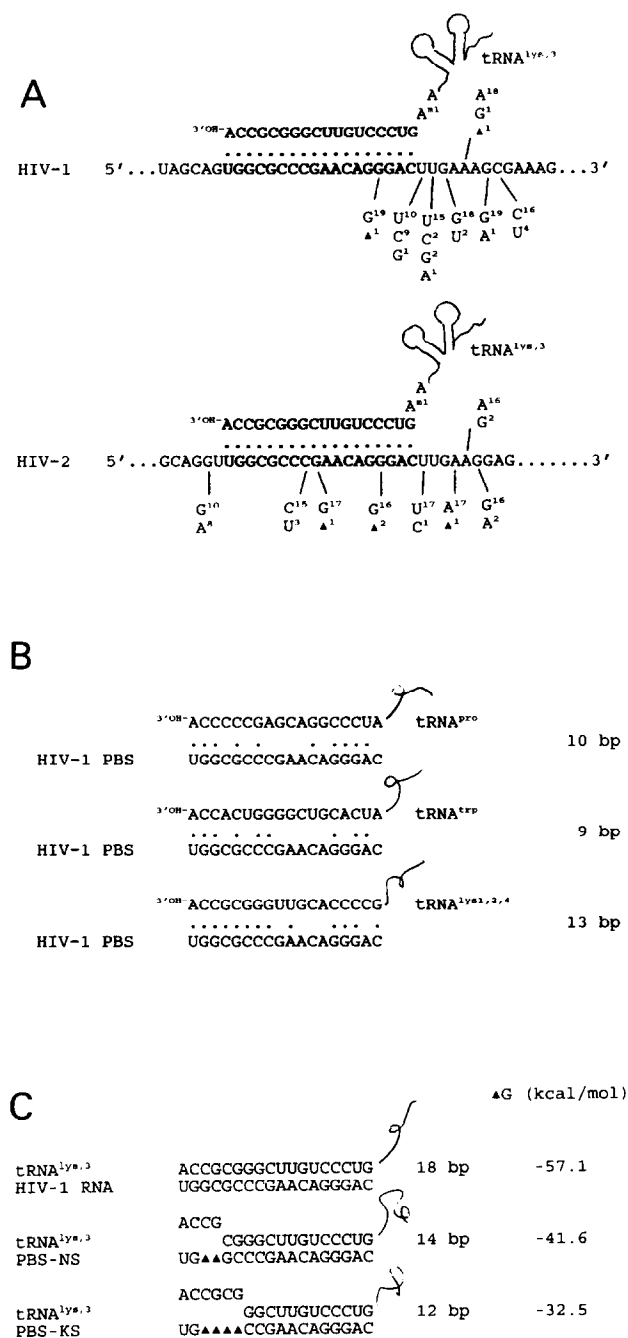 A
tRNAˡʸˢ·³
A A¹⁸
Aᵐ¹ G¹
▲¹
³'ᴼᴴ-ACCGCGGGCUUGUCCCUG
HIV-1 5'...UAGCAGUGGCGCCCGAACAGGGACUUGAAAGCGAAAG...3'
G¹⁹ U¹⁰ U¹⁵ G¹⁸ G¹⁹ C¹⁶
▲¹ C⁹ C² U² A¹ U⁴
G¹ G²
A¹
tRNAˡʸˢ·³
A A¹⁶
Aᵐ¹ G²
³'ᴼᴴ-ACCGCGGGCUUGUCCCUG
HIV-2 5'...GCAGGUUGGCGCCCGAACAGGGACUUGAAGGAG.......3'
G¹⁰ C¹⁵ G¹⁷ G¹⁶ U¹⁷ A¹⁷ G¹⁶
A⁸ U³ ▲¹ ▲² C¹ ▲¹ A²
B
³'ᴼᴴ-ACCCCCGAGCAGGCCCUA tRNAᵖʳᵒ
10 bp
HIV-1 PBS UGGCGCCCGAACAGGGAC
³'ᴼᴴ-ACCACUGGGGCUGCACUA tRNAᵗʳᵖ
9 bp
HIV-1 PBS UGGCGCCCGAACAGGGAC
³'ᴼᴴ-ACCGCGGGUUGCACCCCG tRNAˡʸˢ¹,²,⁴
13 bp
HIV-1 PBS UGGCGCCCGAACAGGGAC
C
▲G (kcal/mol)
tRNAˡʸˢ·³ ACCGCGGGCUUGUCCCUG 18 bp -57.1
HIV-1 RNA UGGCGCCCGAACAGGGAC
ACCG
tRNAˡʸˢ·³ CGGGCUUGUCCCUG 14 bp -41.6
PBS-NS UG▲▲GCCCGAACAGGGAC
ACCGCG
tRNAˡʸˢ·³ GGCUUGUCCCUG 12 bp -32.5
PBS-KS UG▲▲▲▲CCGAACAGGGAC